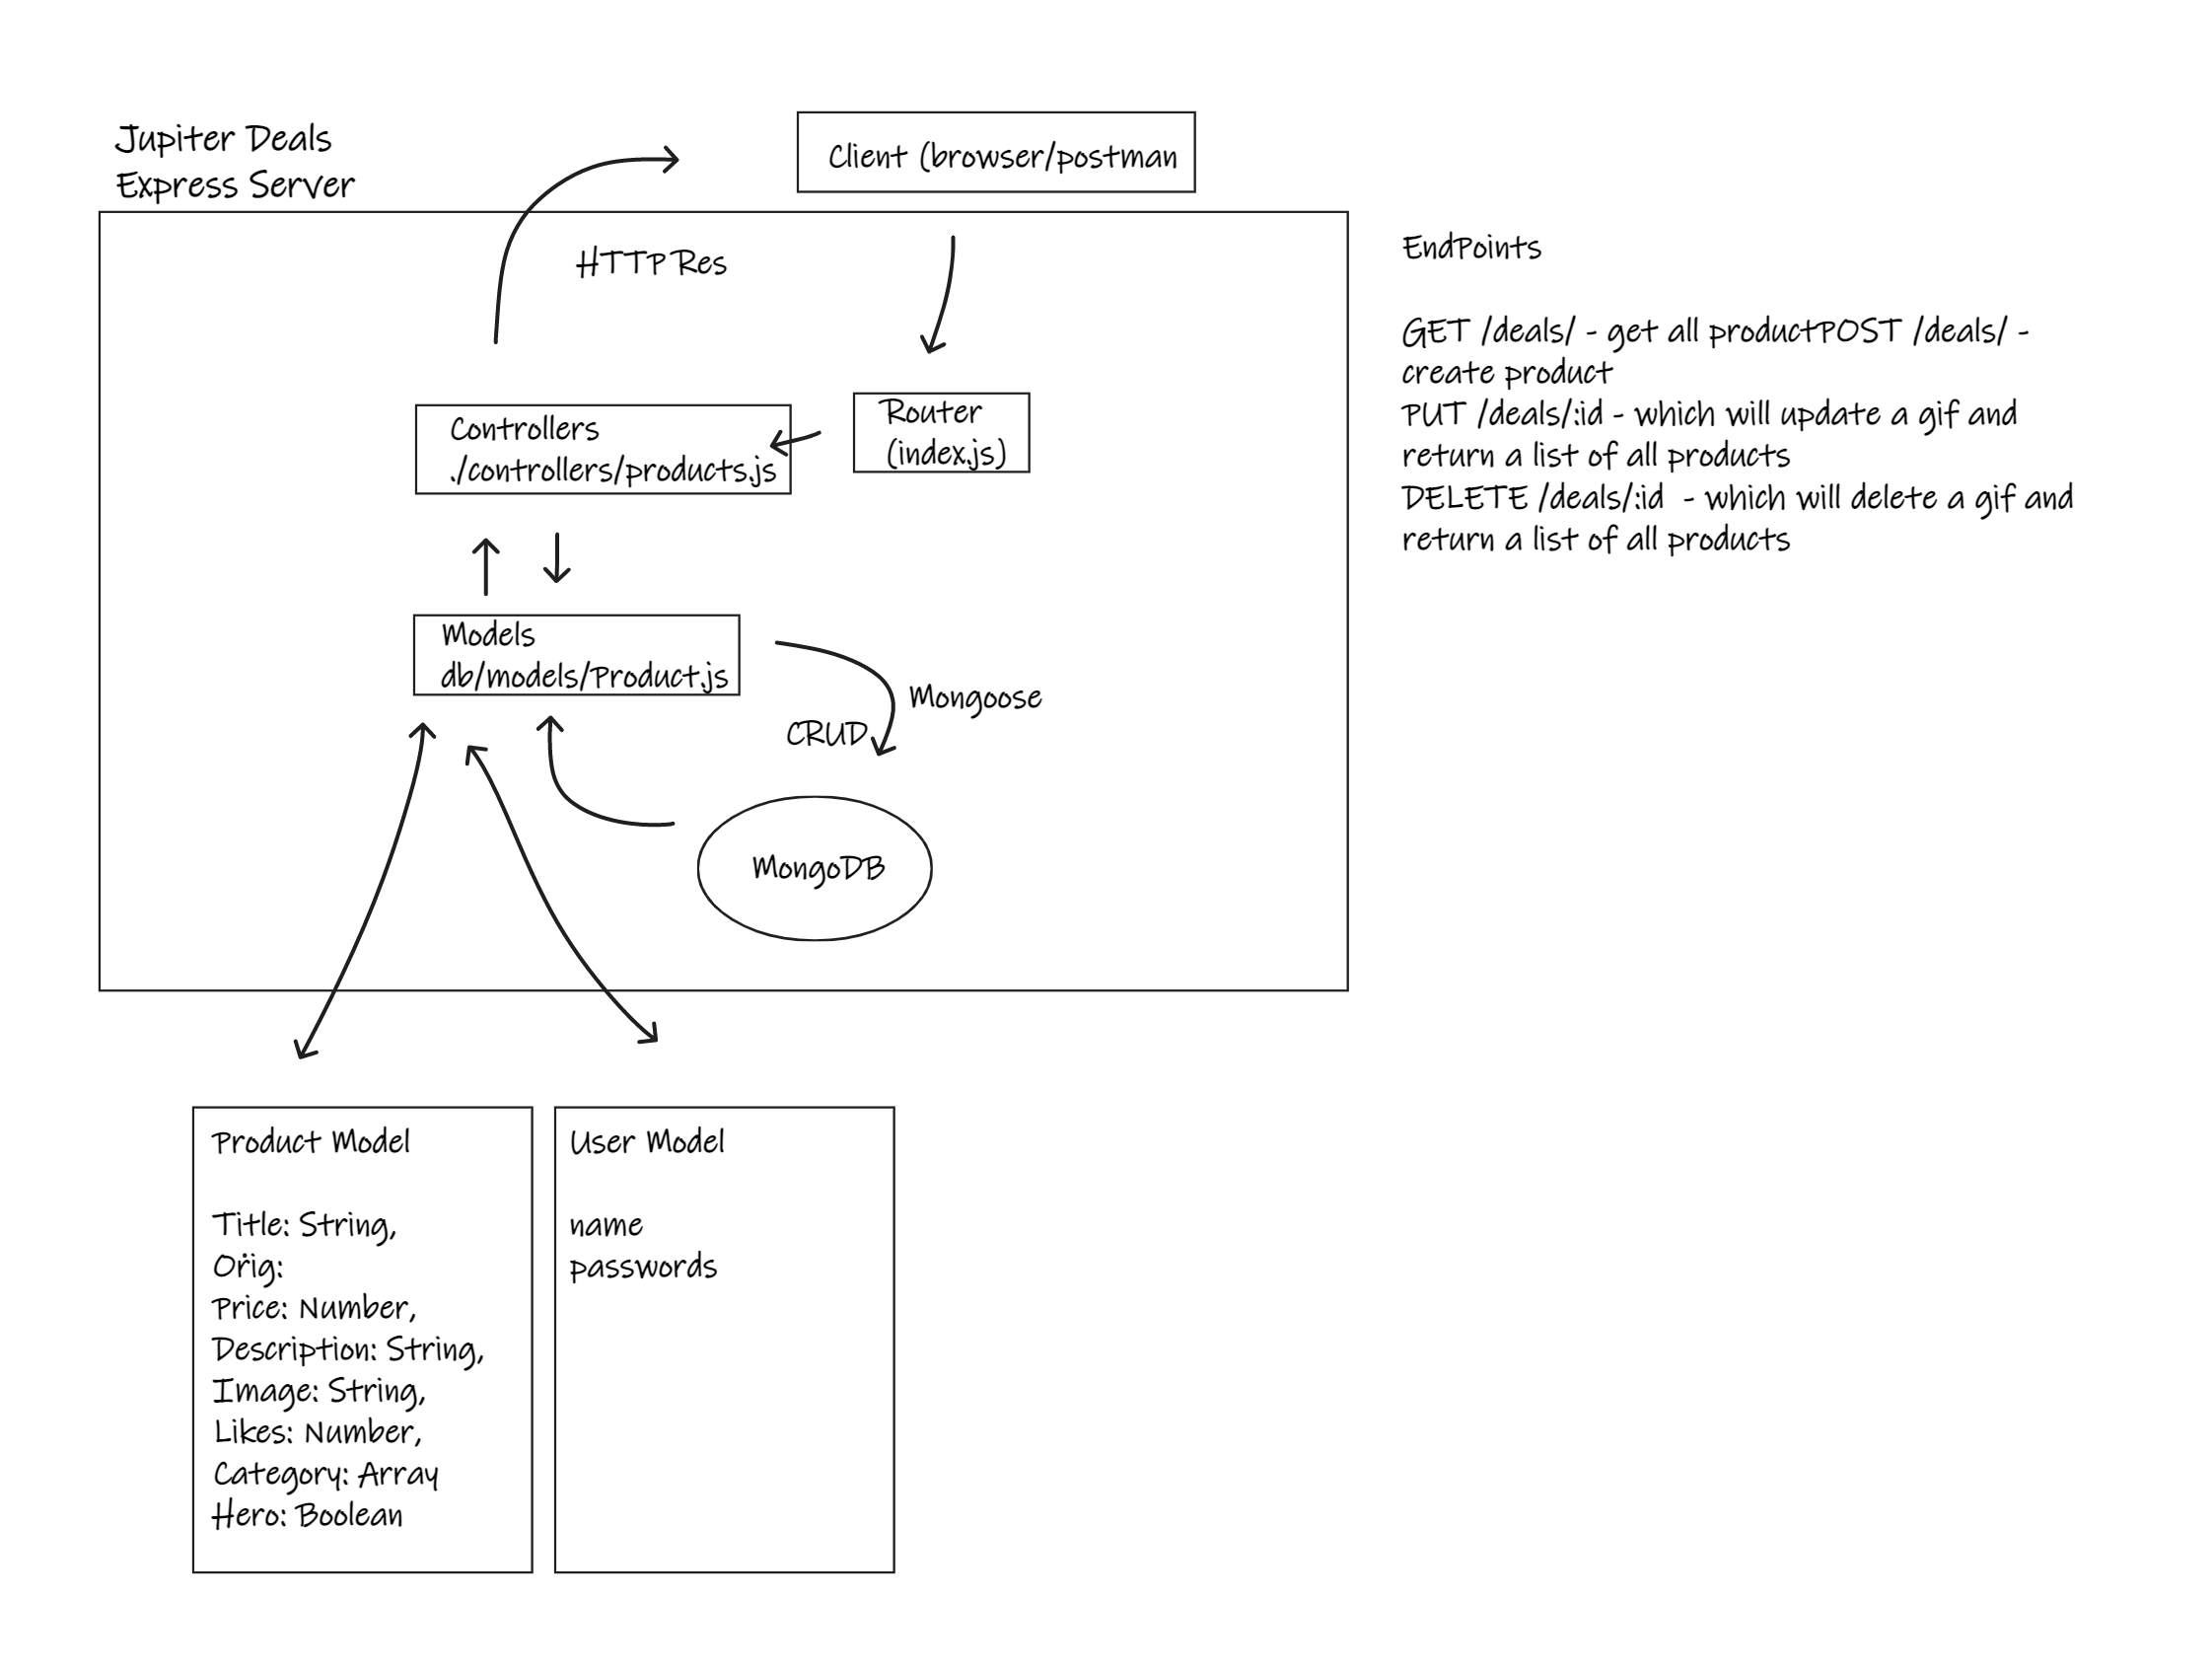 Jupiter Deals
Express Server
Client (browser/postman
HTTP Res
EndPoints
GET /deals/ - get all productPOST /deals/ -
create product
PUT /deals/:id - which will update a gif and
return a list of all products
DELETE /deals/:id  - which will delete a gif and
return a list of all products
Controllers
./controllers/products.js
Router
(index.js)
Models
db/models/Product.js
Mongoose
CRUD
MongoDB
Product Model
Title: String,
Orig:
Price: Number,
Description: String,
Image: String,
Likes: Number,
Category: Array
Hero: Boolean
User Model
name
passwords